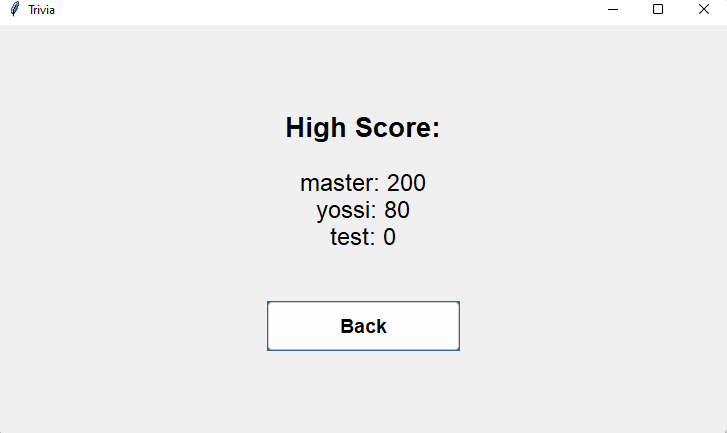 Trivia
High Score:
master: 200
yossi: 80
test: 0
Back